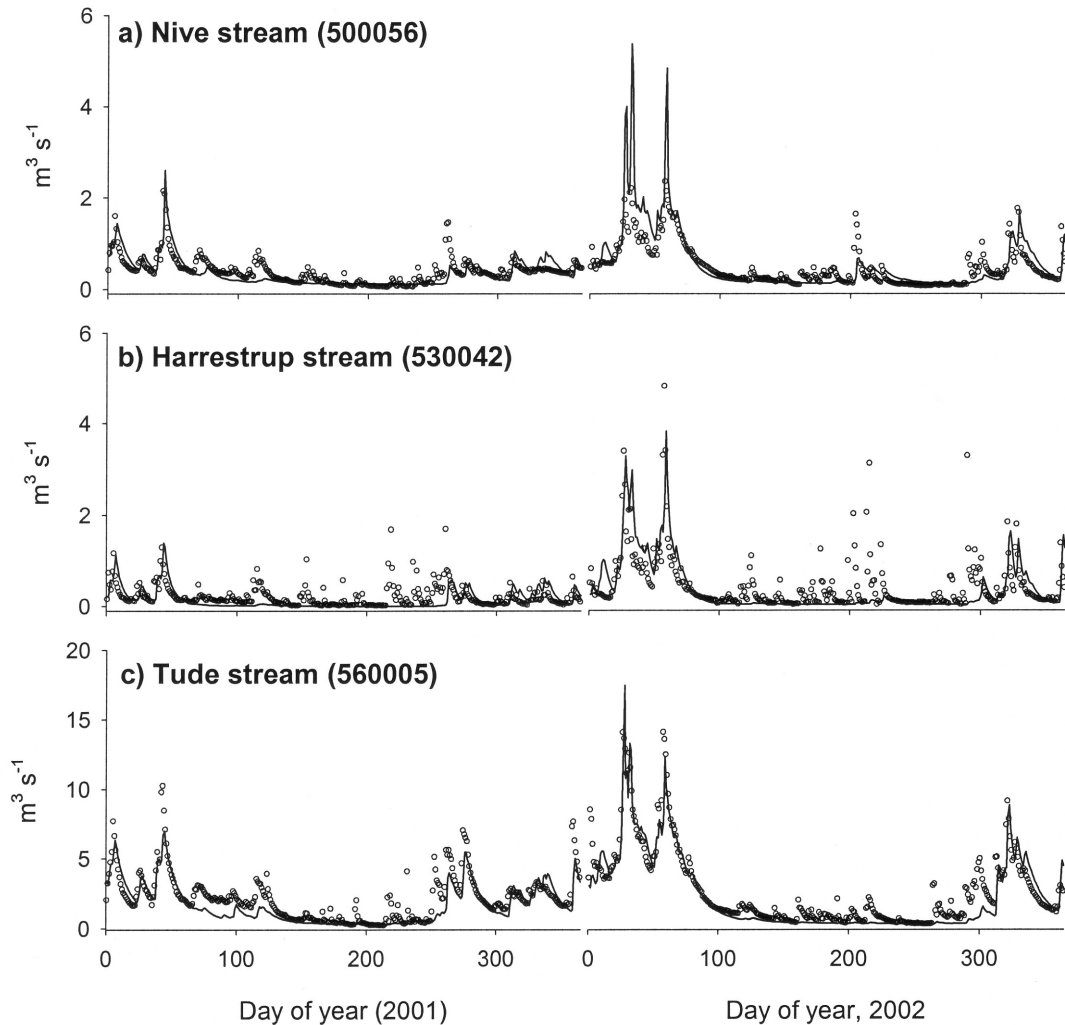 a) Nive stream (500056)
6
4
2
0
m³ s⁻¹
b) Harrestrup stream (530042)
6
4
2
0
m³ s⁻¹
c) Tude stream (560005)
20
15
10
5
0
m³ s⁻¹
0 100 200 300 0 100 200 300
Day of year (2001) Day of year, 2002